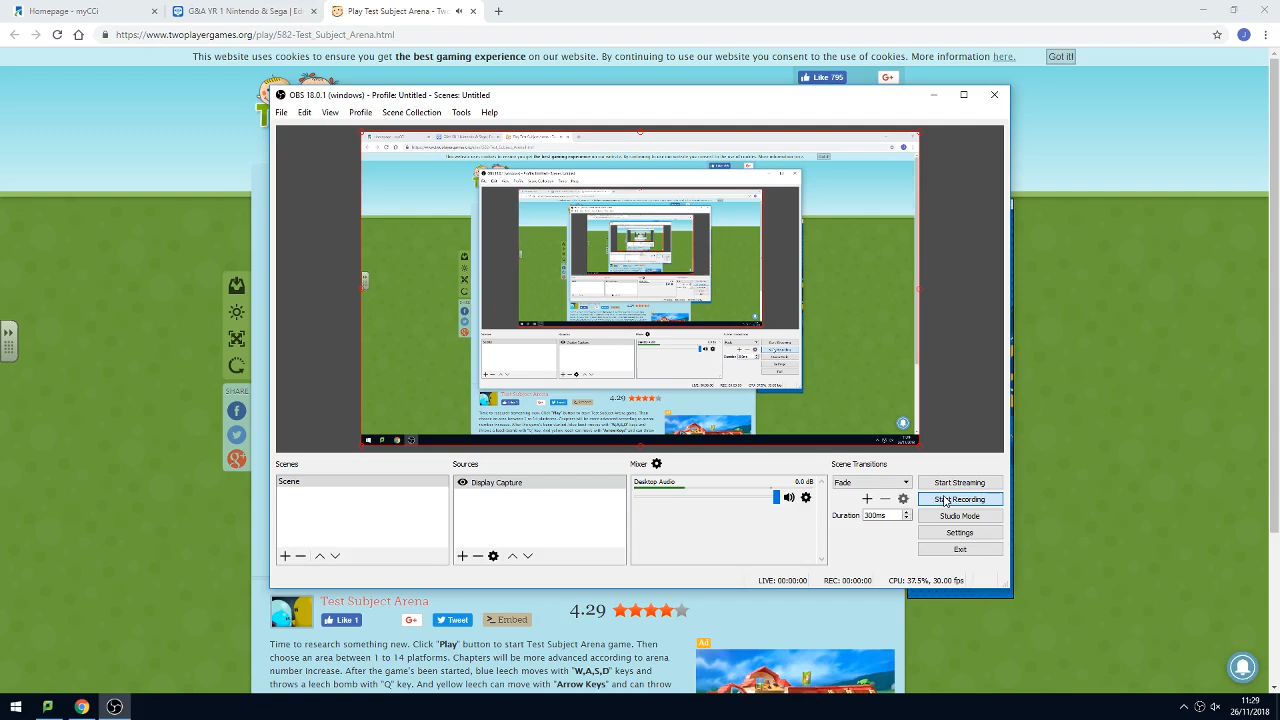 Homepage - myCCi
G&A YR 1 Nintendo & Sega | Ed
Play Test Subject Arena - Two
https://www.twoplayergames.org/play/582-Test_Subject_Arena.html
J
This website uses cookies to ensure you get the best gaming experience on our website. By continuing to use our website you consent to the use of cookies. More information here.
Got it!
Like 795
G+
OBS 18.0.1 (windows) - Profile: Untitled - Scenes: Untitled
File Edit View Profile Scene Collection Tools Help
SHARE
Scenes
Sources
Mixer
Scene Transitions
Scene
Display Capture
Desktop Audio
0.0 dB
Fade
Start Streaming
Start Recording
Duration 300ms
Studio Mode
Settings
Exit
LIVE: 00:00:00
REC: 00:00:00
CPU: 37.5%, 30.00 fps
Test Subject Arena
Like 1
G+
Tweet
Embed
4.29
Time to research something new. Click "Play" button to start Test Subject Arena game. Then
choose an area between 1 to 14 platforms. Chapters will be more advanced according to arena
number increase. After the game's been started, blue leech moves with "W,A,S,D" keys and
throws a leech bomb with "Q" key. And yellow leech can move with "Arrow Keys" and can throw
Ad
11:29
26/11/2018